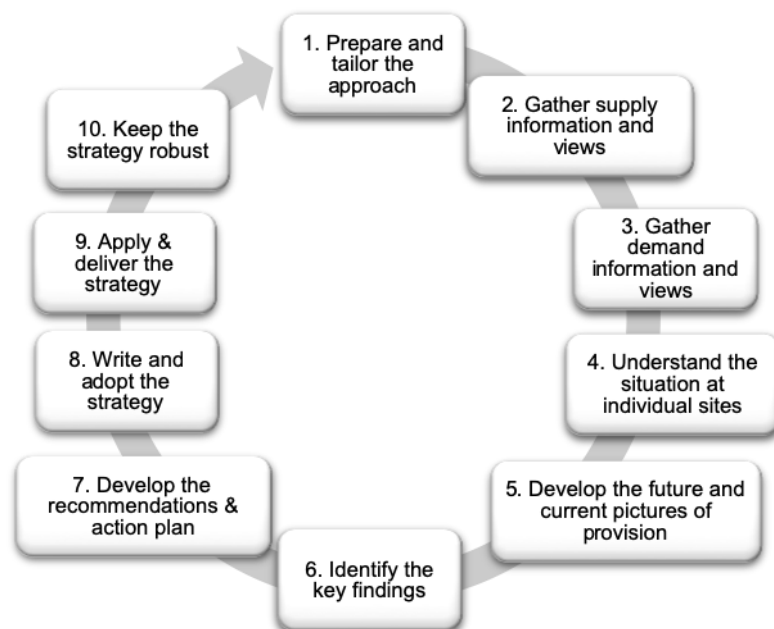 1. Prepare and
tailor the
approach
2. Gather supply
information and
views
3. Gather
demand
information and
views
4. Understand the
situation at
individual sites
5. Develop the future and
current pictures of
provision
6. Identify the
key findings
7. Develop the
recommendations &
action plan
8. Write and
adopt the
strategy
9. Apply &
deliver the
strategy
10. Keep the
strategy robust